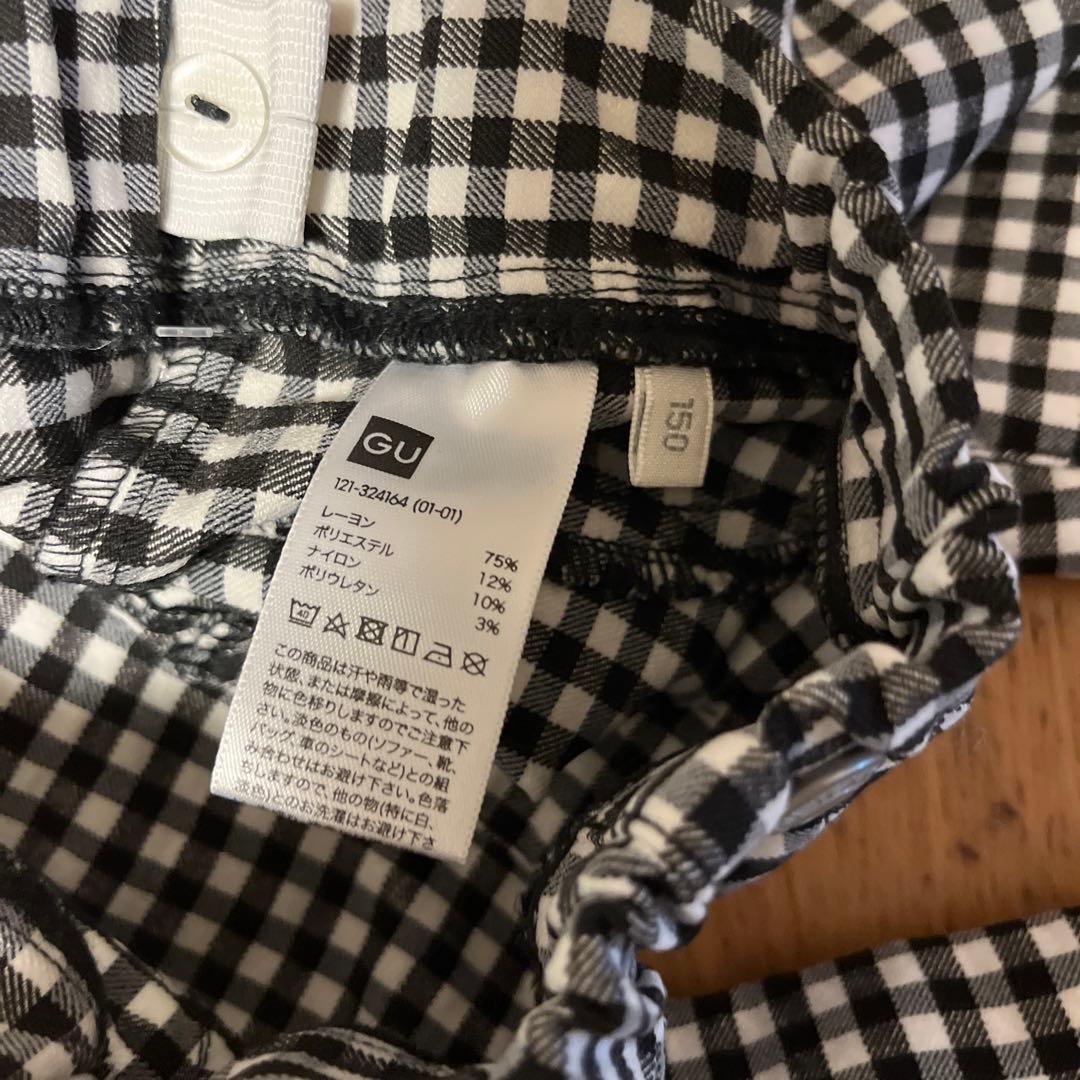 GU
121-324164 (01-01)
レーヨン 75%
ポリエステル 12%
ナイロン 10%
ポリウレタン 3%
40
この商品は汗や雨等で湿った
状態、または摩擦によって、他の
物に色移りしますのでご注意下
さい。淡色のもの(ソファー、靴、
バッグ、車のシートなど)との組
み合わせはお避け下さい。色落
ちしますので、他の物(特に白、
淡色)とのお洗濯はお避け下さ
150